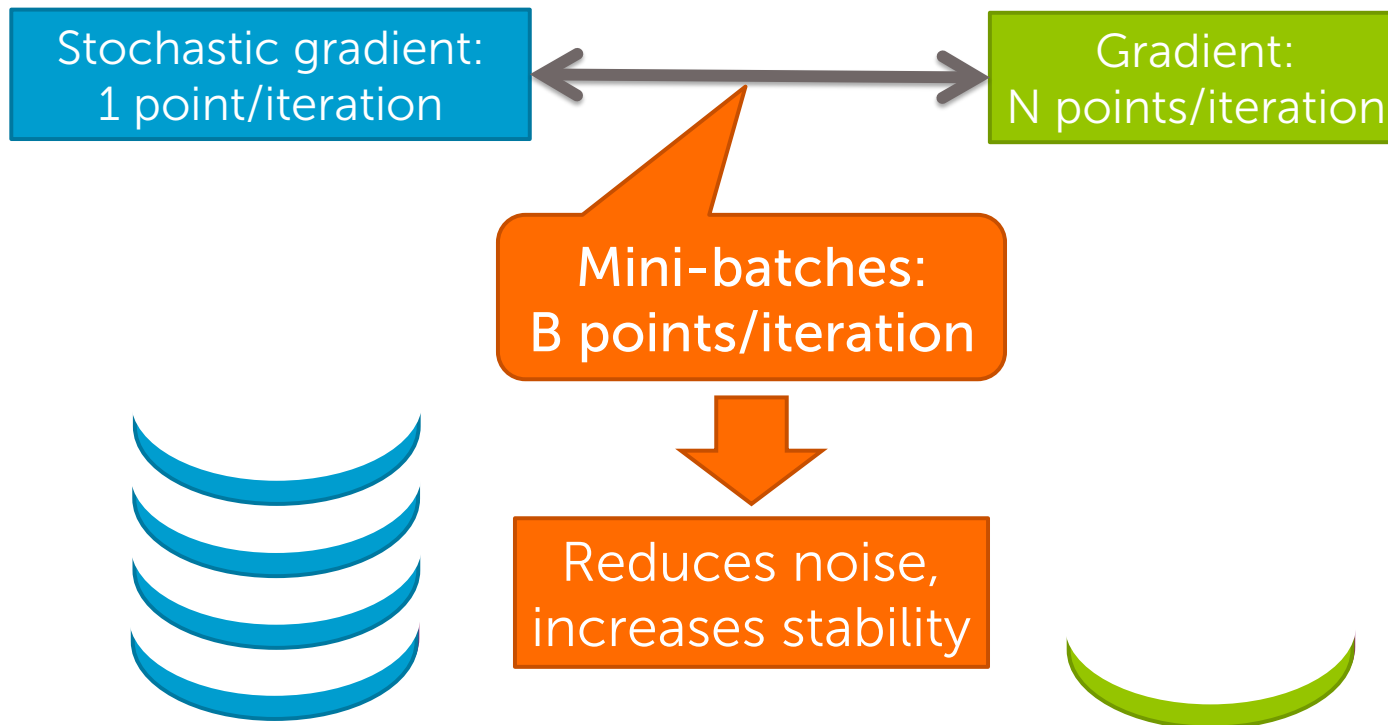 Stochastic gradient:
1 point/iteration
Gradient:
N points/iteration
Mini-batches:
B points/iteration
Reduces noise,
increases stability